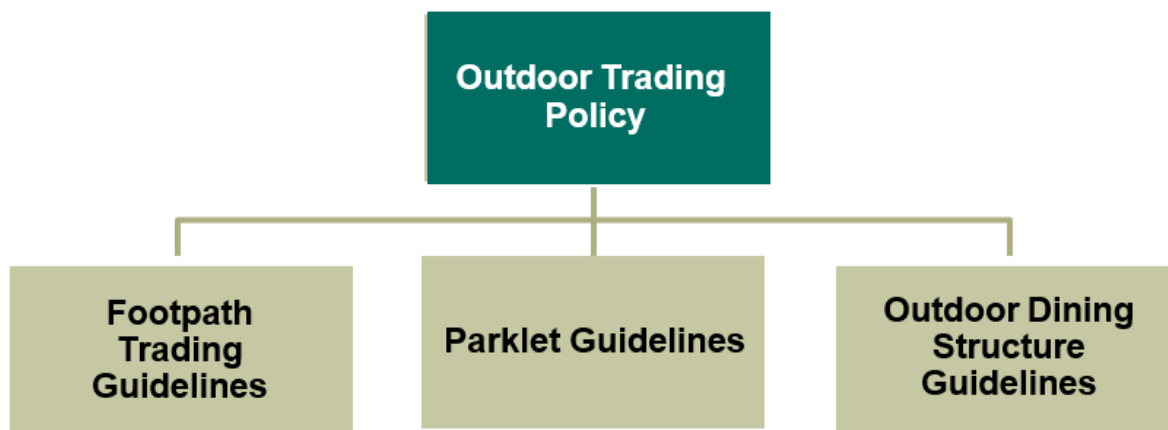 Outdoor Trading
Policy
Footpath
Trading
Guidelines
Parklet Guidelines
Outdoor Dining
Structure
Guidelines